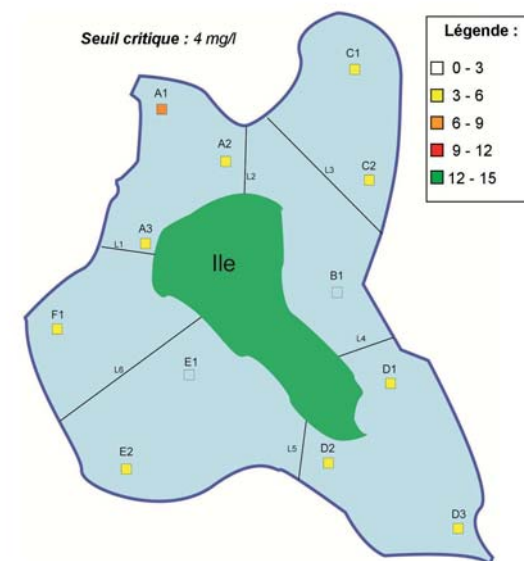 Seuil critique : 4 mg/l
Légende :
0 - 3
3 - 6
6 - 9
9 - 12
12 - 15
C1
A1
A2
L2
L3
C2
A3
L1
Ile
B1
F1
L4
L6
E1
D1
L5
E2
D2
D3